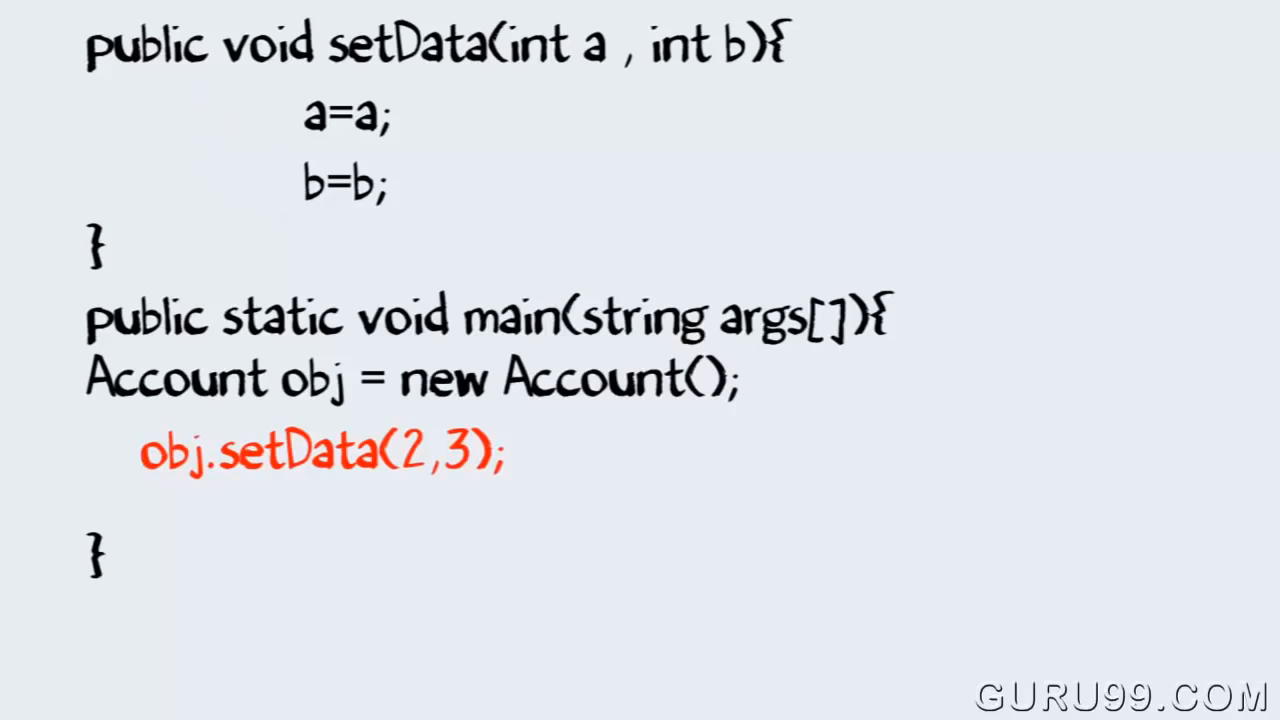 public void setData(int a , int b){
a=a;
b=b;
}
public static void main(string args[]){
Account obj = new Account();
obj.setData(2,3);
}
GURU99.COM